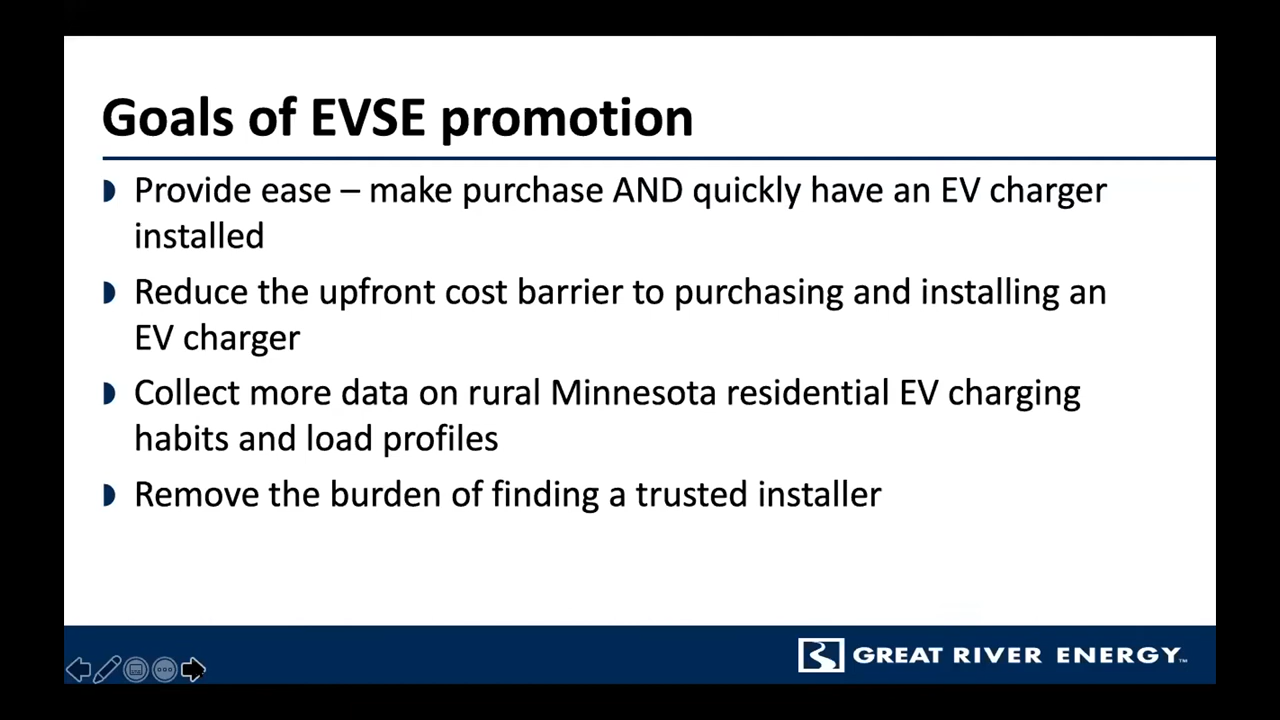 Goals of EVSE promotion
Provide ease – make purchase AND quickly have an EV charger
installed
Reduce the upfront cost barrier to purchasing and installing an
EV charger
Collect more data on rural Minnesota residential EV charging
habits and load profiles
Remove the burden of finding a trusted installer
GREAT RIVER ENERGY™